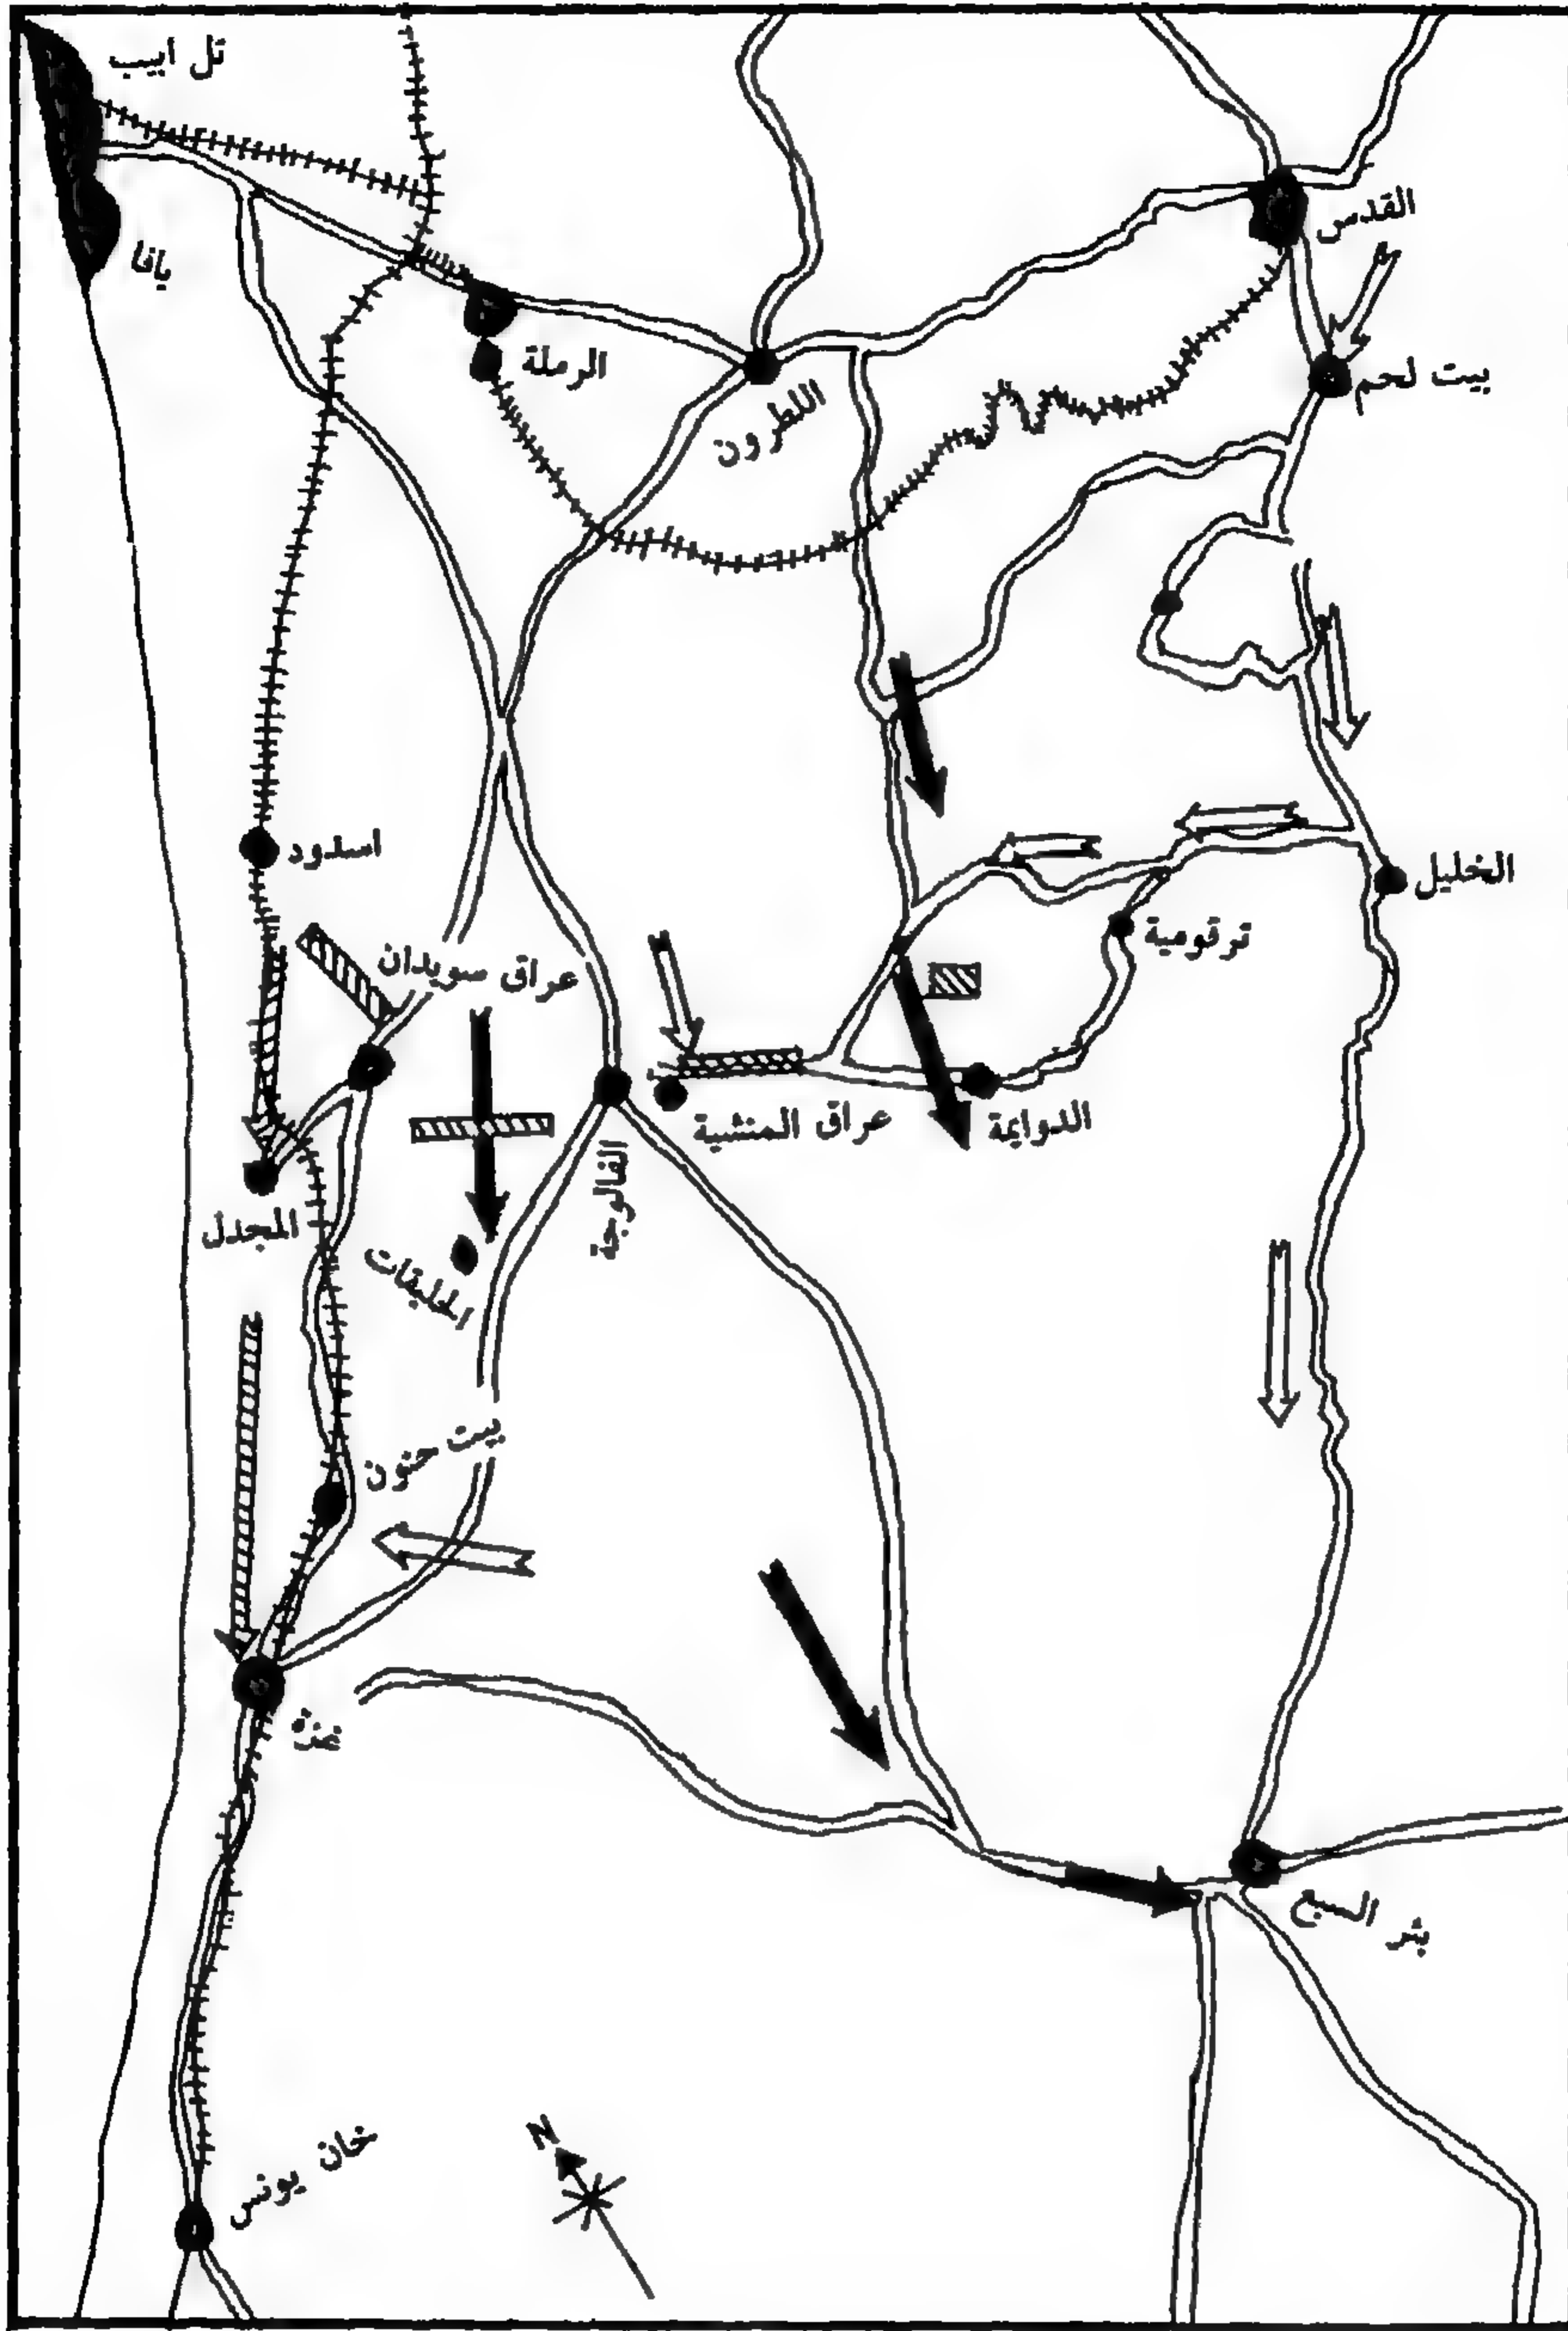 تل ابيب
القدس
يافا
الرملة
بيت لحم
اللطرون
اسدود
الخليل
ترقومية
عراق سويدان
عراق المنشية
الدوايمة
الفالوجة
المجدل
الحليقات
بيت حنون
غزة
بئر السبع
خان يونس
N